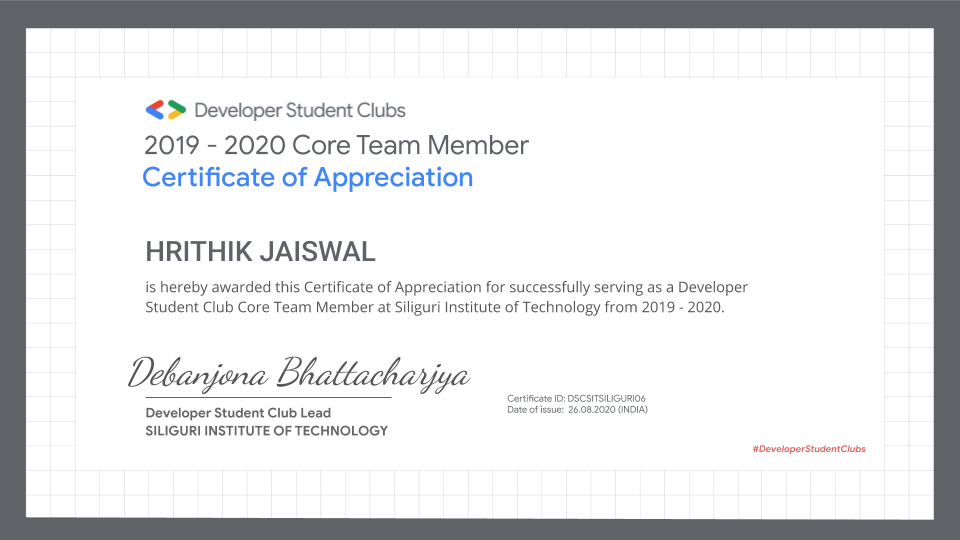 Developer Student Clubs
2019 - 2020 Core Team Member
Certificate of Appreciation
HRITHIK JAISWAL
is hereby awarded this Certificate of Appreciation for successfully serving as a Developer
Student Club Core Team Member at Siliguri Institute of Technology from 2019 - 2020.
Debanjona Bhattacharjya
Developer Student Club Lead
SILIGURI INSTITUTE OF TECHNOLOGY
Certificate ID: DSCSITSILIGURI06
Date of issue: 26.08.2020 (INDIA)
#DeveloperStudentClubs